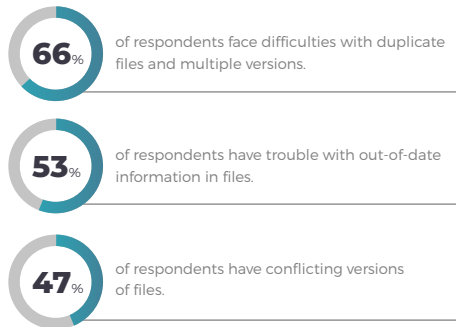 66%
of respondents face difficulties with duplicate
files and multiple versions.
53%
of respondents have trouble with out-of-date
information in files.
47%
of respondents have conflicting versions
of files.